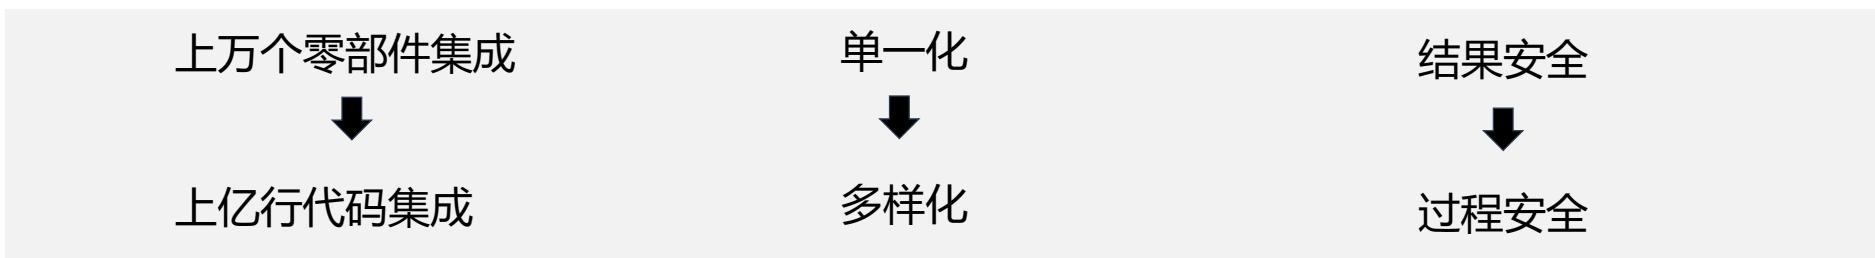 上万个零部件集成
单一化
结果安全
上亿行代码集成
多样化
过程安全